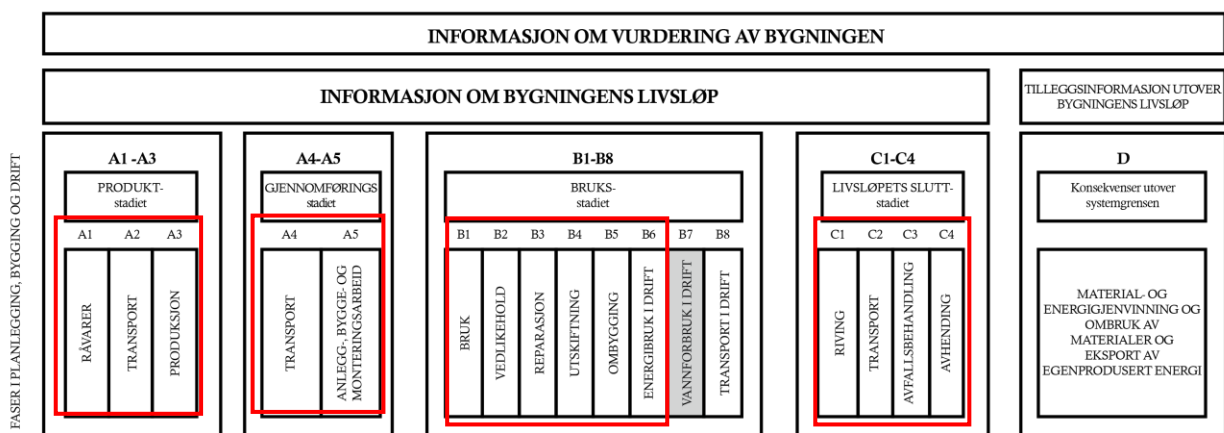 INFORMASJON OM VURDERING AV BYGNINGEN
INFORMASJON OM BYGNINGENS LIVSLØP
TILLEGGSINFORMASJON UTOVER
BYGNINGENS LIVSLØP
FASER I PLANLEGGING, BYGGING OG DRIFT
A1 -A3
PRODUKT-
stadiet
A1 A2 A3
RÅVARER
TRANSPORT
PRODUKSJON
A4-A5
GJENNOMFØRINGS
stadiet
A4 A5
TRANSPORT
ANLEGG-, BYGGE- OG
MONTERINGSARBEID
B1-B8
BRUKS-
stadiet
B1 B2 B3 B4 B5 B6 B7 B8
BRUK
VEDLIKEHOLD
REPARASJON
UTSKIFTNING
OMBYGGING
ENERGIBRUK I DRIFT
VANNFORBRUK I DRIFT
TRANSPORT I DRIFT
C1-C4
LIVSLØPETS SLUTT-
stadiet
C1 C2 C3 C4
RIVING
TRANSPORT
AVFALLSBEHANDLING
AVHENDING
D
Konsekvenser utover
systemgrensen
MATERIAL- OG
ENERGIGJENVINNING OG
OMBRUK AV
MATERIALER OG
EKSPORT AV
EGENPRODUSERT ENERGI